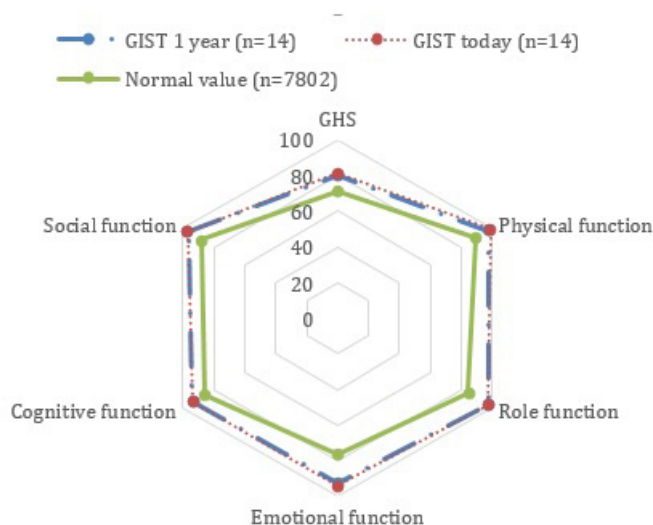 GIST 1 year (n=14)
GIST today (n=14)
Normal value (n=7802)
GHS
100
80
60
40
20
0
Physical function
Role function
Emotional function
Cognitive function
Social function